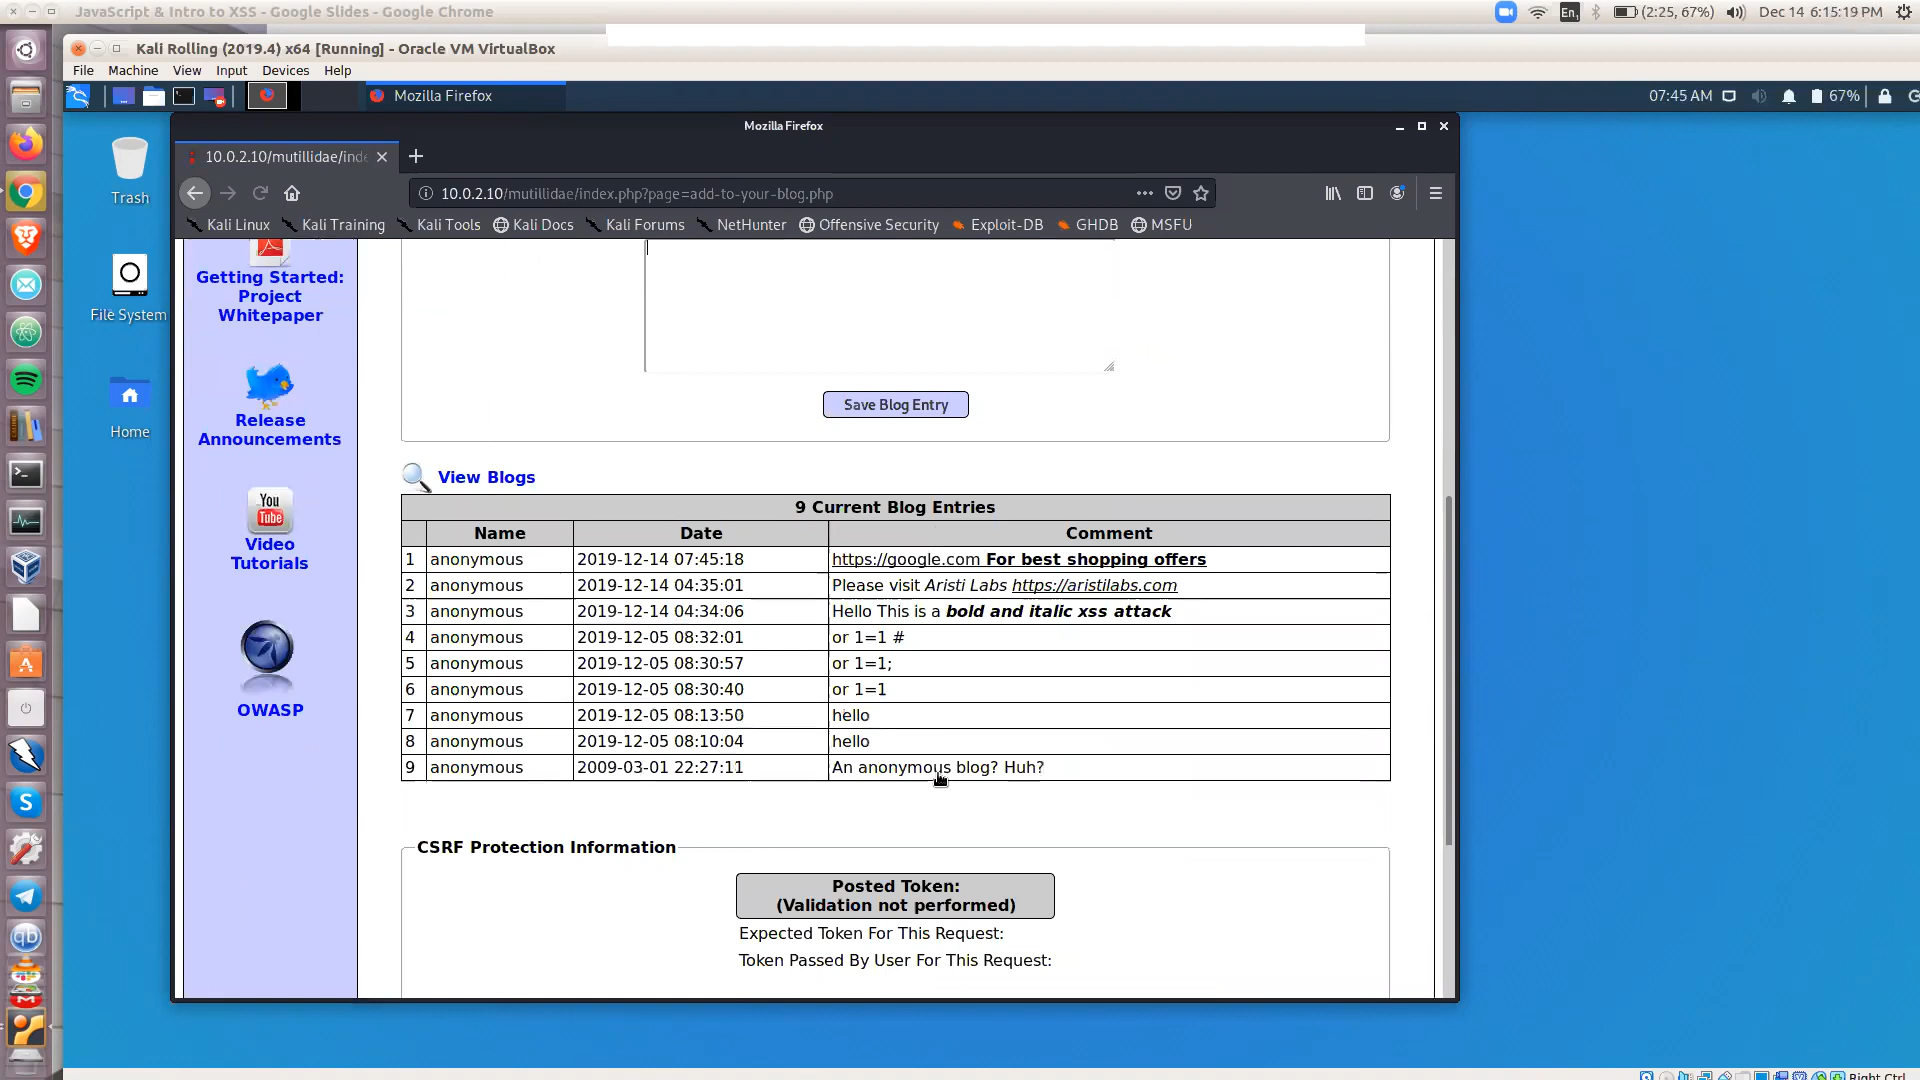 JavaScript & Intro to XSS - Google Slides - Google Chrome
En1
(2:25, 67%)
Dec 14 6:15:19 PM
Kali Rolling (2019.4) x64 [Running] - Oracle VM VirtualBox
File Machine View Input Devices Help
Mozilla Firefox
07:45 AM
67%
Mozilla Firefox
Trash
10.0.2.10/mutillidae/inde
10.0.2.10/mutillidae/index.php?page=add-to-your-blog.php
Kali Linux Kali Training Kali Tools Kali Docs Kali Forums NetHunter Offensive Security Exploit-DB GHDB MSFU
File System
Home
Getting Started:
Project
Whitepaper
Release
Announcements
You
Tube
Video
Tutorials
OWASP
Save Blog Entry
View Blogs
9 Current Blog Entries
Name Date Comment
1 anonymous 2019-12-14 07:45:18 https://google.com For best shopping offers
2 anonymous 2019-12-14 04:35:01 Please visit Aristi Labs https://aristilabs.com
3 anonymous 2019-12-14 04:34:06 Hello This is a bold and italic xss attack
4 anonymous 2019-12-05 08:32:01 or 1=1 #
5 anonymous 2019-12-05 08:30:57 or 1=1;
6 anonymous 2019-12-05 08:30:40 or 1=1
7 anonymous 2019-12-05 08:13:50 hello
8 anonymous 2019-12-05 08:10:04 hello
9 anonymous 2009-03-01 22:27:11 An anonymous blog? Huh?
CSRF Protection Information
Posted Token:
(Validation not performed)
Expected Token For This Request:
Token Passed By User For This Request:
Right Ctrl